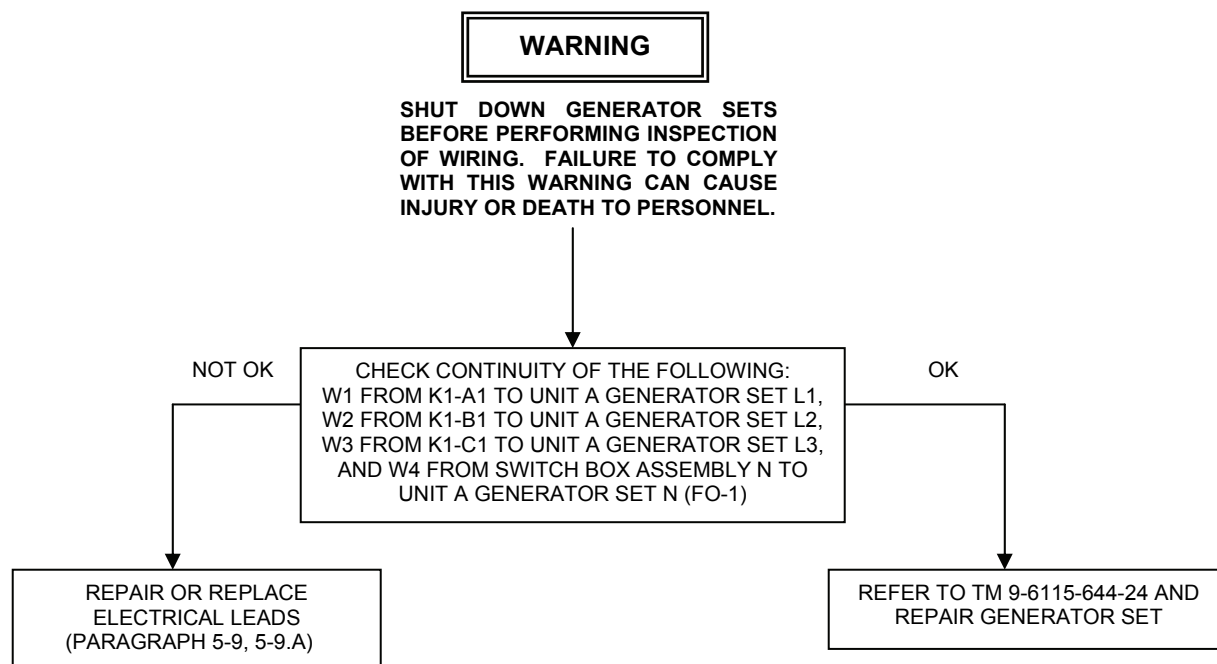 WARNING
SHUT DOWN GENERATOR SETS
BEFORE PERFORMING INSPECTION
OF WIRING. FAILURE TO COMPLY
WITH THIS WARNING CAN CAUSE
INJURY OR DEATH TO PERSONNEL.
NOT OK
CHECK CONTINUITY OF THE FOLLOWING:
W1 FROM K1-A1 TO UNIT A GENERATOR SET L1,
W2 FROM K1-B1 TO UNIT A GENERATOR SET L2,
W3 FROM K1-C1 TO UNIT A GENERATOR SET L3,
AND W4 FROM SWITCH BOX ASSEMBLY N TO
UNIT A GENERATOR SET N (FO-1)
OK
REPAIR OR REPLACE
ELECTRICAL LEADS
(PARAGRAPH 5-9, 5-9.A)
REFER TO TM 9-6115-644-24 AND
REPAIR GENERATOR SET